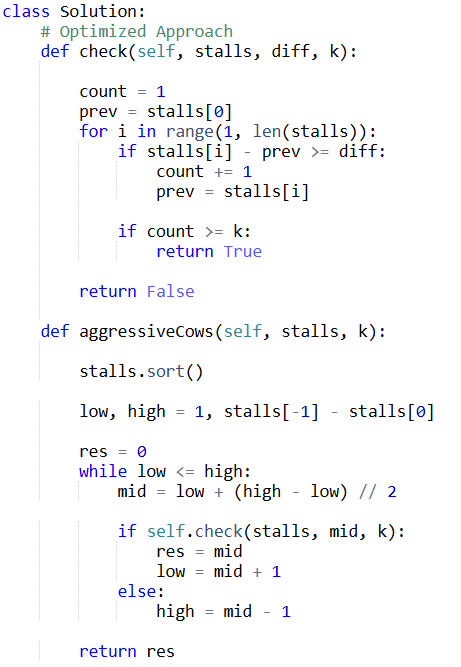 class Solution:
    # Optimized Approach
    def check(self, stalls, diff, k):
        count = 1
        prev = stalls[0]
        for i in range(1, len(stalls)):
            if stalls[i] - prev >= diff:
                count += 1
                prev = stalls[i]
            if count >= k:
                return True
        return False
    def aggressiveCows(self, stalls, k):
        stalls.sort()
        low, high = 1, stalls[-1] - stalls[0]
        res = 0
        while low <= high:
            mid = low + (high - low) // 2
            if self.check(stalls, mid, k):
                res = mid
                low = mid + 1
            else:
                high = mid - 1
        return res